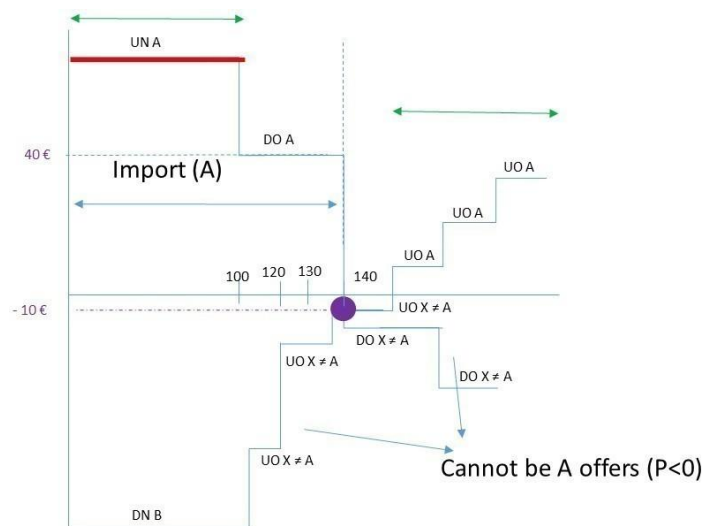 UN A
40 €
DO A
Import (A)
UO A
UO A
UO A
100
120
130
140
- 10 €
UO X ≠ A
DO X ≠ A
UO X ≠ A
DO X ≠ A
UO X ≠ A
Cannot be A offers (P<0)
DN B